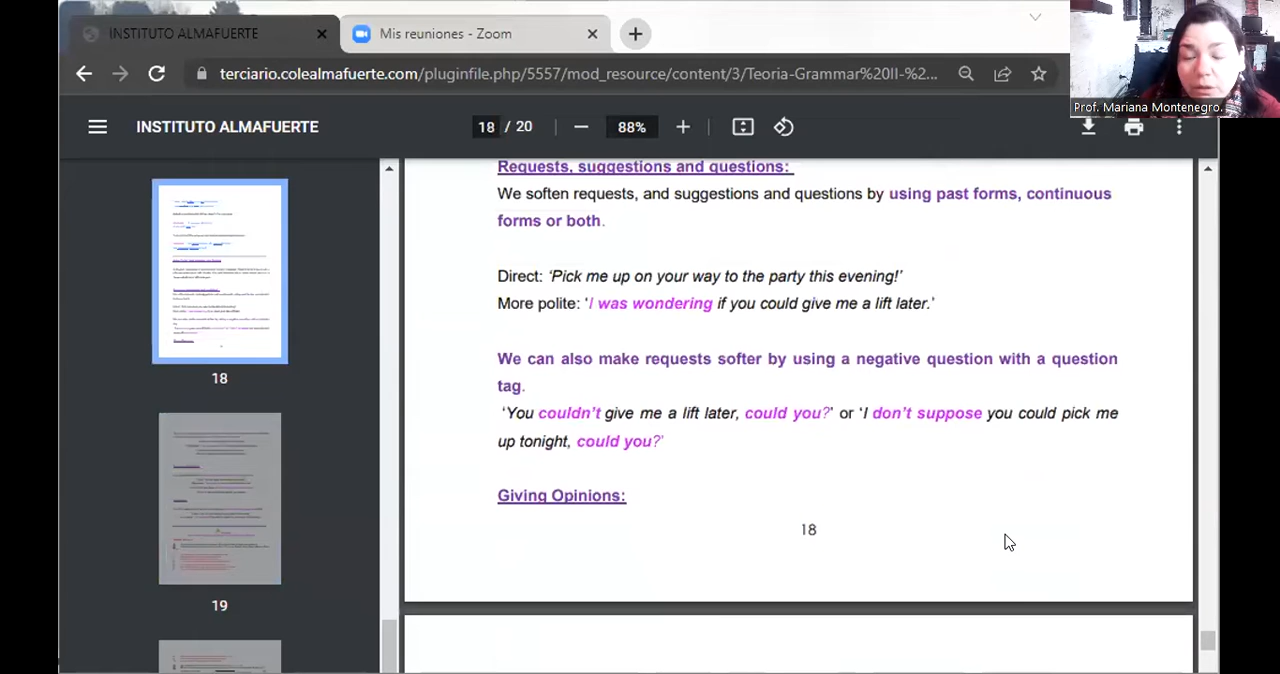 INSTITUTO ALMAFUERTE
Mis reuniones - Zoom
terciario.colealmafuerte.com/pluginfile.php/5557/mod_resource/content/3/Teoria-Grammar%20II-%2...
Prof. Mariana Montenegro.
INSTITUTO ALMAFUERTE
18 / 20
88%
Requests, suggestions and questions:
We soften requests, and suggestions and questions by using past forms, continuous
forms or both.
Direct: ‘Pick me up on your way to the party this evening!’
More polite: ‘I was wondering if you could give me a lift later.’
We can also make requests softer by using a negative question with a question
tag.
‘You couldn’t give me a lift later, could you?’ or ‘I don’t suppose you could pick me
up tonight, could you?’
Giving Opinions:
18
18
19